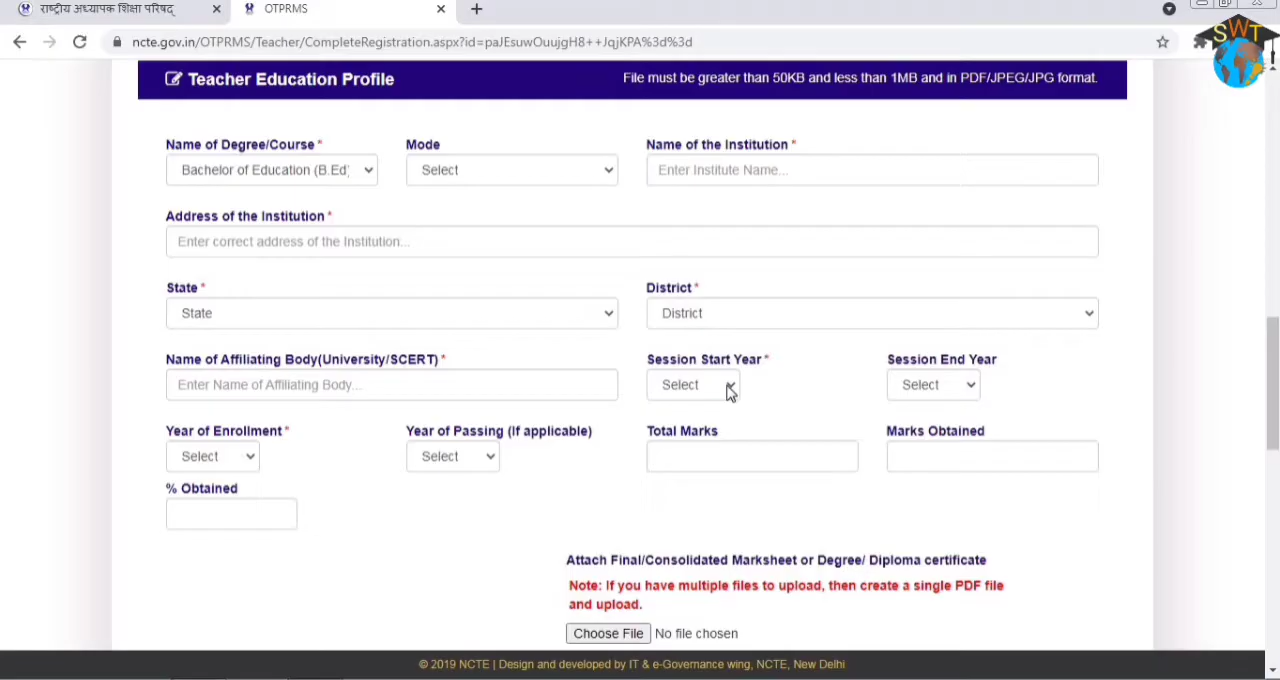 राष्ट्रीय अध्यापक शिक्षा परिषद्
OTPRMS
ncte.gov.in/OTPRMS/Teacher/CompleteRegistration.aspx?id=paJEsuwOuujgH8++JqjKPA%3d%3d
SWT
Teacher Education Profile
File must be greater than 50KB and less than 1MB and in PDF/JPEG/JPG format.
Name of Degree/Course *
Mode
Name of the Institution *
Bachelor of Education (B.Ed)
Select
Enter Institute Name...
Address of the Institution *
Enter correct address of the Institution...
State *
District *
State
District
Name of Affiliating Body(University/SCERT) *
Session Start Year *
Session End Year
Enter Name of Affiliating Body...
Select
Select
Year of Enrollment *
Year of Passing (If applicable)
Total Marks
Marks Obtained
Select
Select
% Obtained
Attach Final/Consolidated Marksheet or Degree/ Diploma certificate
Note: If you have multiple files to upload, then create a single PDF file
and upload.
Choose File No file chosen
© 2019 NCTE | Design and developed by IT & e-Governance wing, NCTE, New Delhi